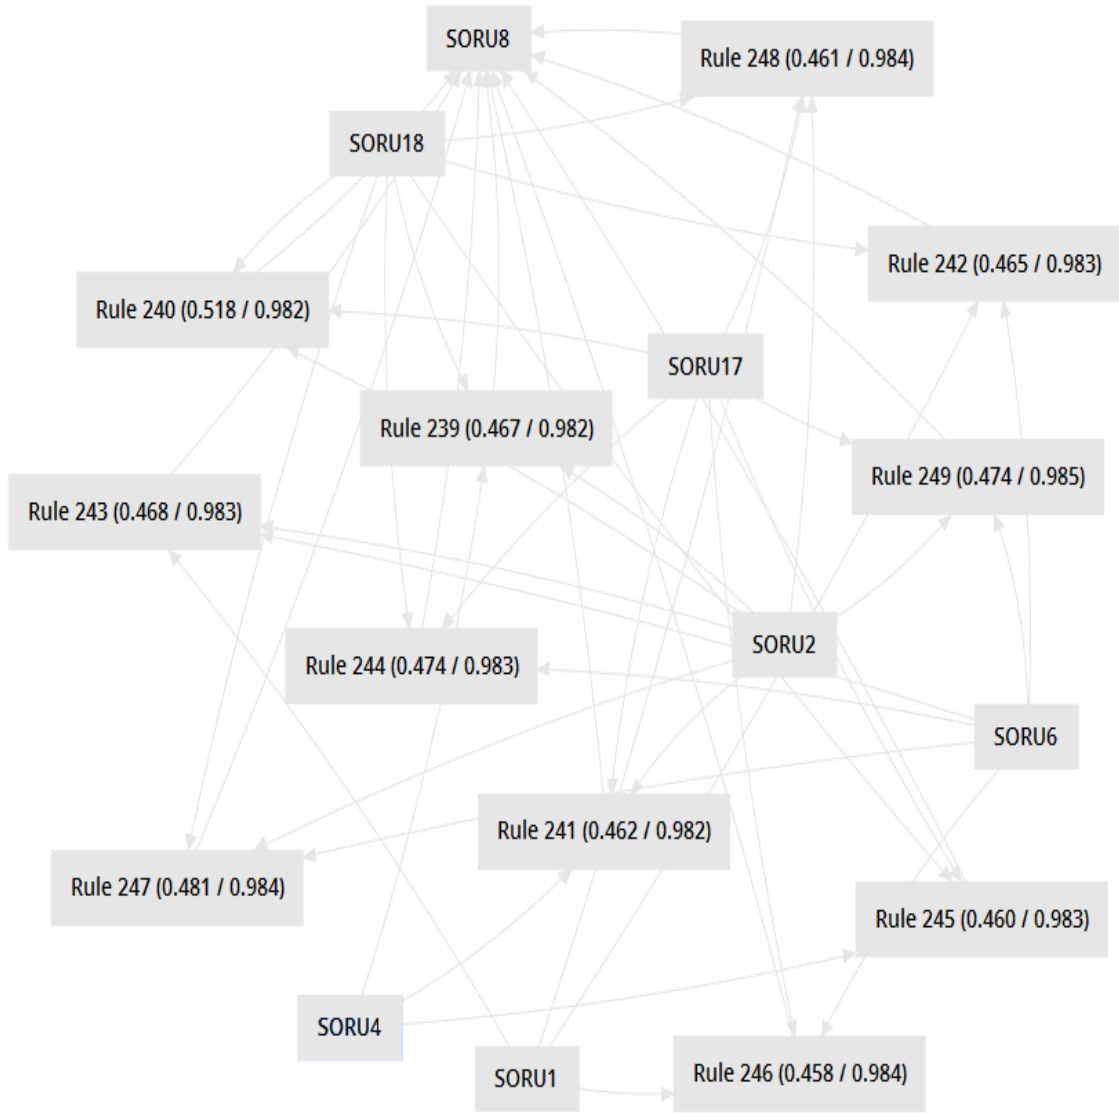 SORU8
Rule 248 (0.461 / 0.984)
SORU18
Rule 242 (0.465 / 0.983)
Rule 240 (0.518 / 0.982)
SORU17
Rule 239 (0.467 / 0.982)
Rule 249 (0.474 / 0.985)
Rule 243 (0.468 / 0.983)
SORU2
Rule 244 (0.474 / 0.983)
SORU6
Rule 241 (0.462 / 0.982)
Rule 247 (0.481 / 0.984)
Rule 245 (0.460 / 0.983)
SORU4
Rule 246 (0.458 / 0.984)
SORU1